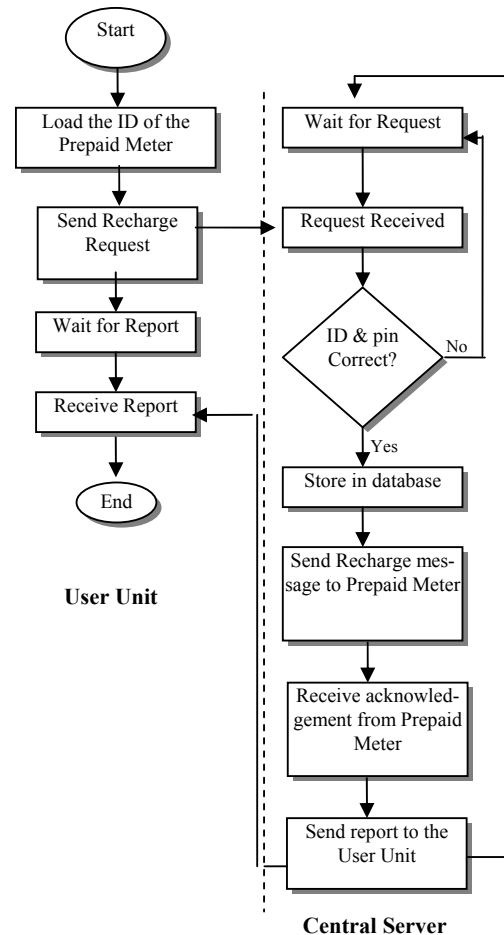 Start
Load the ID of the
Prepaid Meter
Send Recharge
Request
Wait for Report
Receive Report
End
User Unit
Wait for Request
Request Received
ID & pin
Correct?
No
Yes
Store in database
Send Recharge mes-
sage to Prepaid Meter
Receive acknowled-
gement from Prepaid
Meter
Send report to the
User Unit
Central Server